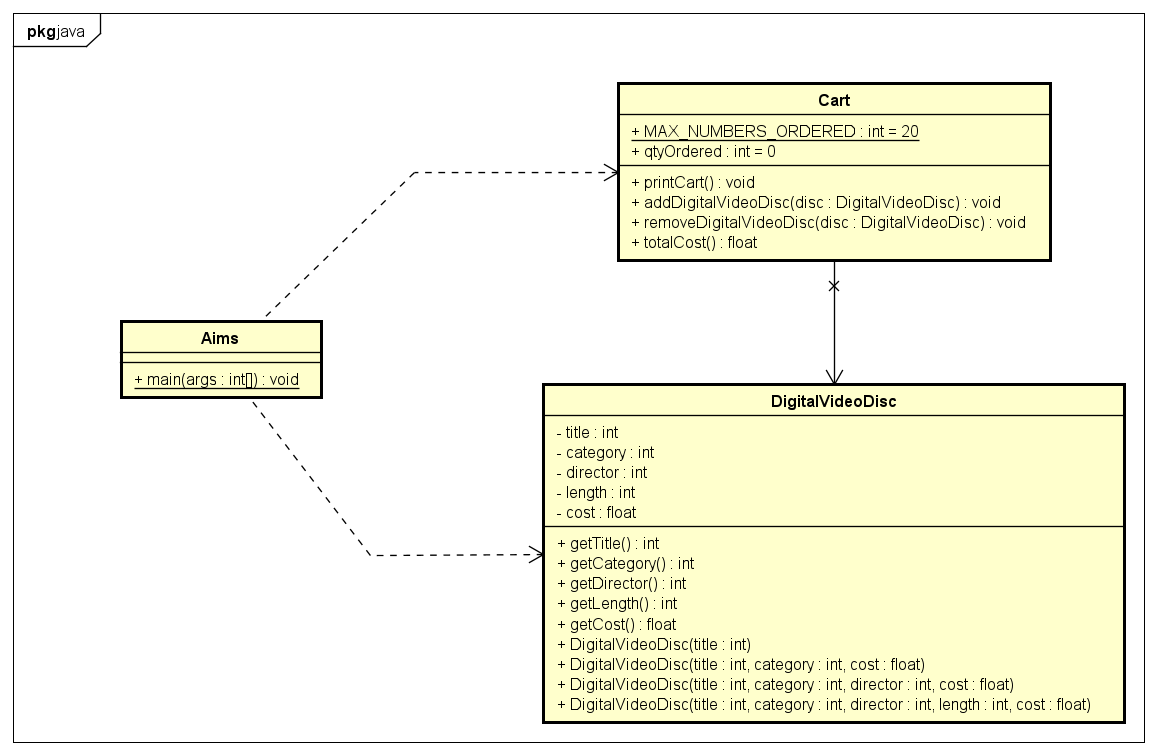 pkg java
Cart
+ MAX_NUMBERS_ORDERED : int = 20
+ qtyOrdered : int = 0
+ printCart() : void
+ addDigitalVideoDisc(disc : DigitalVideoDisc) : void
+ removeDigitalVideoDisc(disc : DigitalVideoDisc) : void
+ totalCost() : float
Aims
+ main(args : int[]) : void
DigitalVideoDisc
- title : int
- category : int
- director : int
- length : int
- cost : float
+ getTitle() : int
+ getCategory() : int
+ getDirector() : int
+ getLength() : int
+ getCost() : float
+ DigitalVideoDisc(title : int)
+ DigitalVideoDisc(title : int, category : int, cost : float)
+ DigitalVideoDisc(title : int, category : int, director : int, cost : float)
+ DigitalVideoDisc(title : int, category : int, director : int, length : int, cost : float)